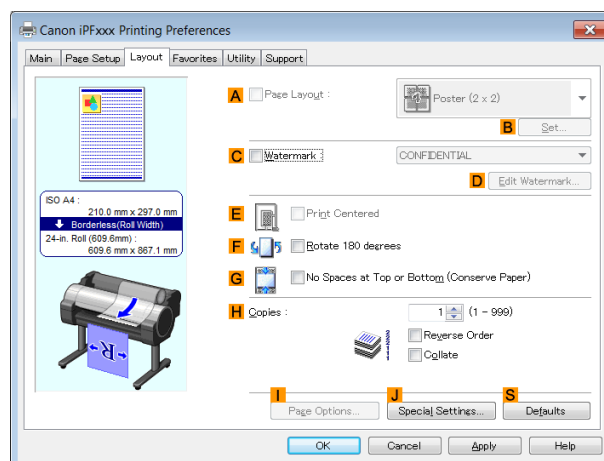 Canon iPFxxx Printing Preferences
Main Page Setup Layout Favorites Utility Support
A Page Layout :
Poster (2 x 2)
B Set...
C Watermark :
CONFIDENTIAL
D Edit Watermark...
ISO A4 :
210.0 mm x 297.0 mm
Borderless(Roll Width)
24-in. Roll (609.6mm) :
609.6 mm x 867.1 mm
R
E Print Centered
F Rotate 180 degrees
G No Spaces at Top or Bottom (Conserve Paper)
H Copies :
1 (1 - 999)
Reverse Order
Collate
I J S
Page Options... Special Settings... Defaults
OK Cancel Apply Help